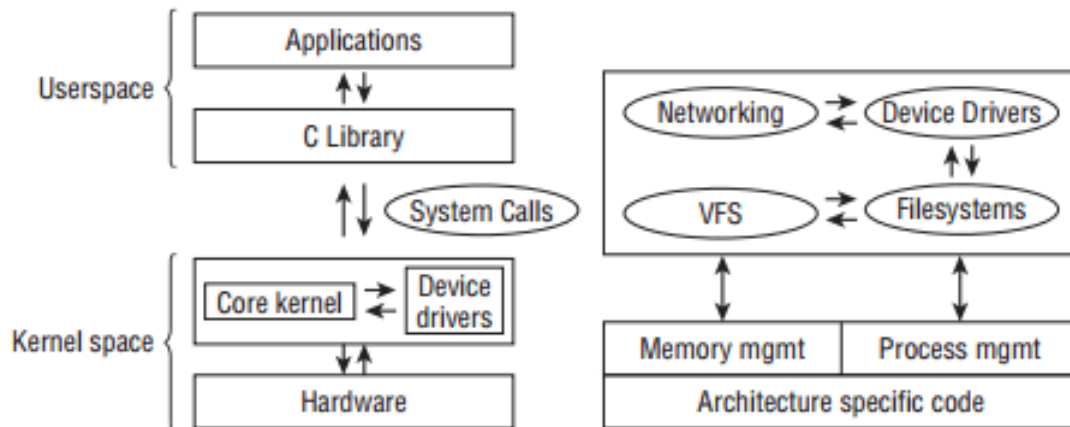 Applications
Userspace
C Library
System Calls
Kernel space
Core kernel
Device
drivers
Hardware
Networking
Device Drivers
VFS
Filesystems
Memory mgmt
Process mgmt
Architecture specific code